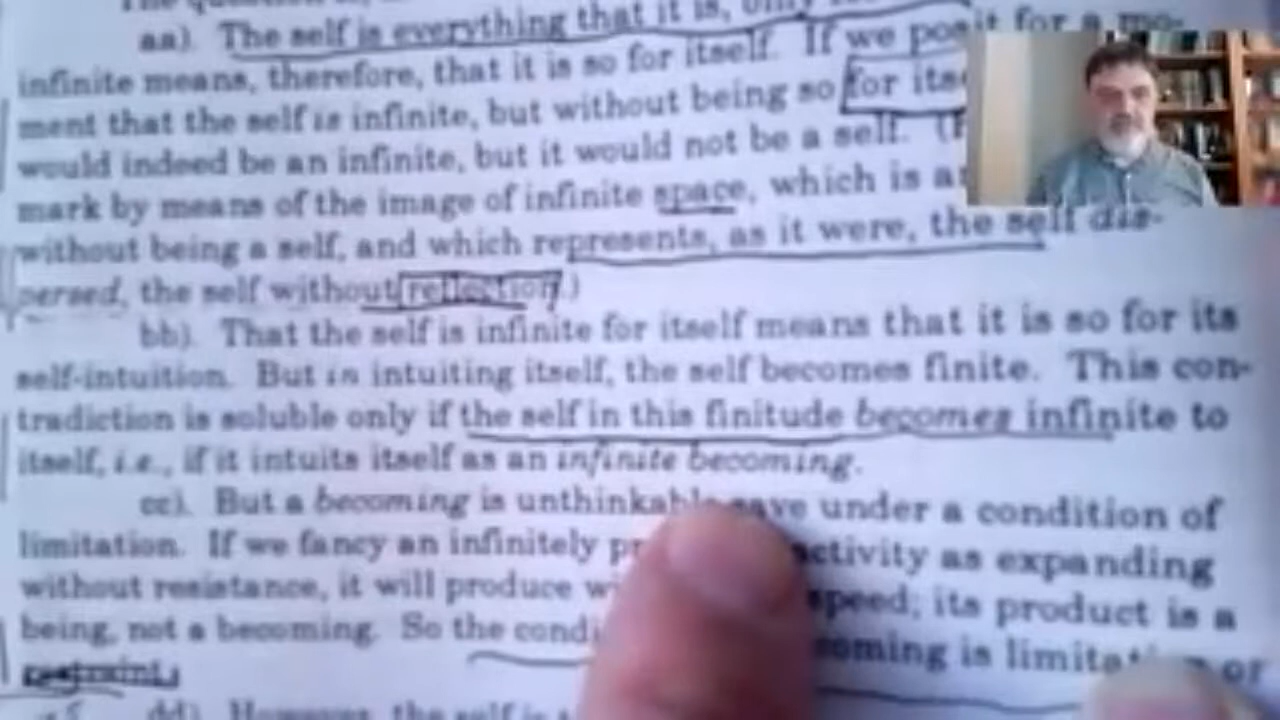 The question is,
aa). The self is everything that it is, only
infinite means, therefore, that it is so for itself. If we posit for a mo-
ment that the self is infinite, but without being so for its
would indeed be an infinite, but it would not be a self. (
mark by means of the image of infinite space, which is a
without being a self, and which represents, as it were, the self dis-
persed, the self without reflection.)
bb). That the self is infinite for itself means that it is so for its
self-intuition. But in intuiting itself, the self becomes finite. This con-
tradiction is soluble only if the self in this finitude becomes infinite to
itself, i.e., if it intuits itself as an infinite becoming.
cc). But a becoming is unthinkable save under a condition of
limitation. If we fancy an infinitely pr activity as expanding
without resistance, it will produce w speed; its product is a
being, not a becoming. So the condi oming is limitation or
restraint.
dd). However, the self is